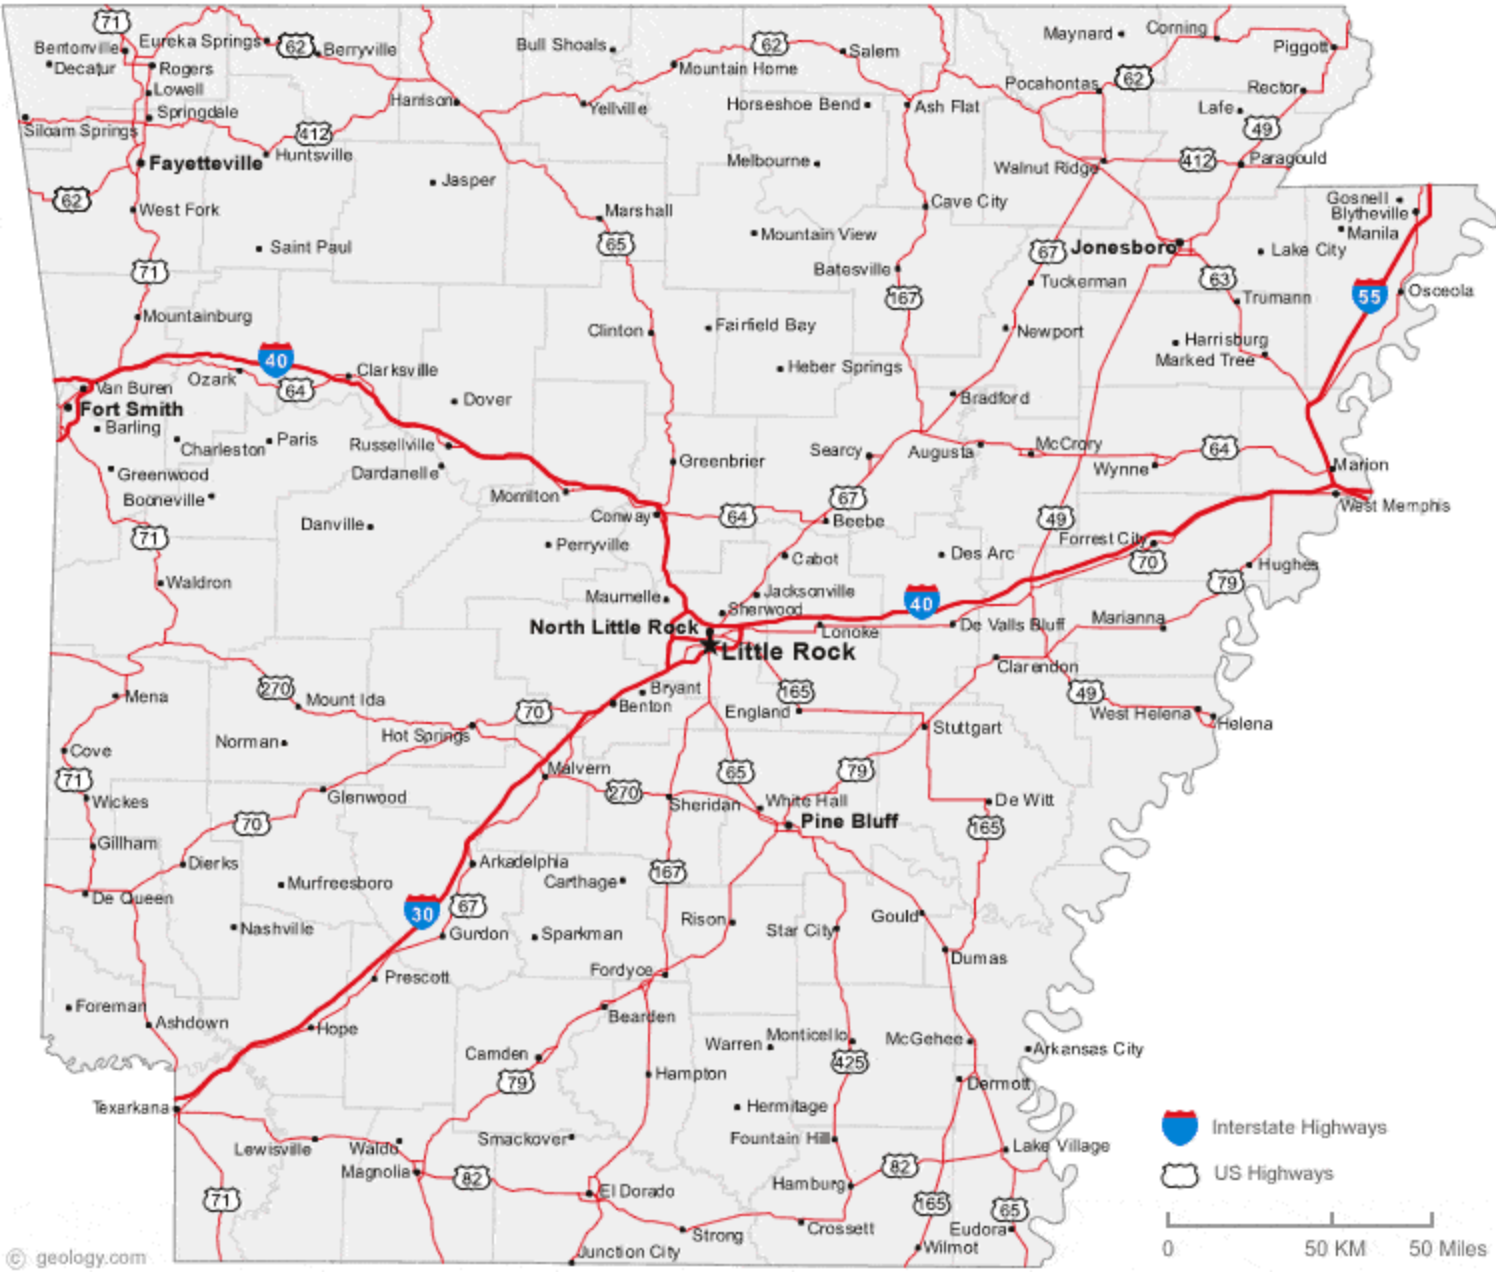 71
Bentonville
Eureka Springs
62
Berryville
Bull Shoals
62
Salem
Maynard
Corning
Piggott
Decatur
Rogers
Mountain Home
Pocahontas
62
Rector
Lowell
Harrison
Yellville
Horseshoe Bend
Ash Flat
Lafe
Springdale
Siloam Springs
412
49
Fayetteville
Huntsville
Melbourne
Walnut Ridge
412
Paragould
Jasper
62
West Fork
Marshall
Cave City
Gosnell
Blytheville
Manila
Saint Paul
65
Mountain View
67
Jonesboro
Lake City
71
Batesville
Tuckerman
63
167
Trumann
55
Osceola
Mountainburg
Clinton
Fairfield Bay
Newport
Harrisburg
Marked Tree
40
Clarksville
Heber Springs
Ozark
64
Van Buren
Fort Smith
Dover
Bradford
Barling
Charleston
Paris
Russellville
Searcy
Augusta
McCrory
64
Greenwood
Dardanelle
Greenbrier
Wynne
Marion
Booneville
Morrilton
67
West Memphis
Danville
Conway
64
Beebe
49
71
Perryville
Cabot
Des Arc
Forrest City
70
Hughes
Waldron
Maumelle
Jacksonville
40
79
Sherwood
North Little Rock
Lonoke
De Valls Bluff
Marianna
Little Rock
Clarendon
Mena
270
Mount Ida
Bryant
165
49
Benton
England
West Helena
Helena
70
Hot Springs
Stuttgart
Norman
Cove
71
Malvern
65
79
Wickes
Glenwood
270
Sheridan
White Hall
De Witt
70
Pine Bluff
165
Gillham
Dierks
Arkadelphia
167
Murfreesboro
Carthage
De Queen
30
67
Rison
Gould
Nashville
Gurdon
Sparkman
Star City
Dumas
Prescott
Fordyce
Foreman
Ashdown
Hope
Bearden
Monticello
McGehee
Arkansas City
Warren
Camden
425
79
Hampton
Dermott
Texarkana
Hermitage
Interstate Highways
Lewisville
Waldo
Smackover
Fountain Hill
Lake Village
Magnolia
82
82
US Highways
71
El Dorado
Hamburg
165
65
Strong
Crossett
Eudora
© geology.com
Junction City
Wilmot
0
50 KM
50 Miles